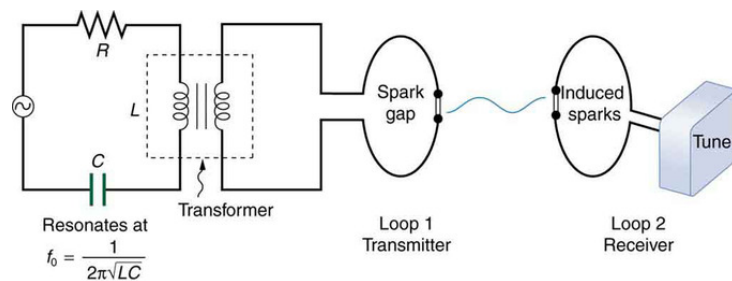 R
L
C
Transformer
Resonates at
f₀ = 1 / 2π√LC
Spark
gap
Loop 1
Transmitter
Induced
sparks
Tune
Loop 2
Receiver